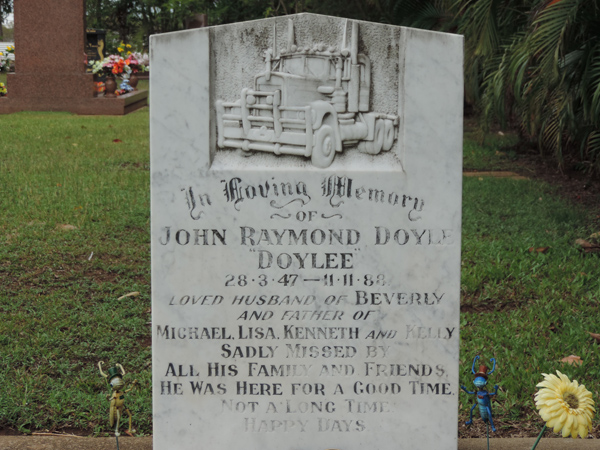 In Loving Memory
OF
JOHN RAYMOND DOYLE
"DOYLEE"
28·3·47—11·11·88
LOVED HUSBAND OF BEVERLY
AND FATHER OF
MICHAEL, LISA, KENNETH AND KELLY
SADLY MISSED BY
ALL HIS FAMILY AND FRIENDS.
HE WAS HERE FOR A GOOD TIME
NOT A LONG TIME
HAPPY DAYS